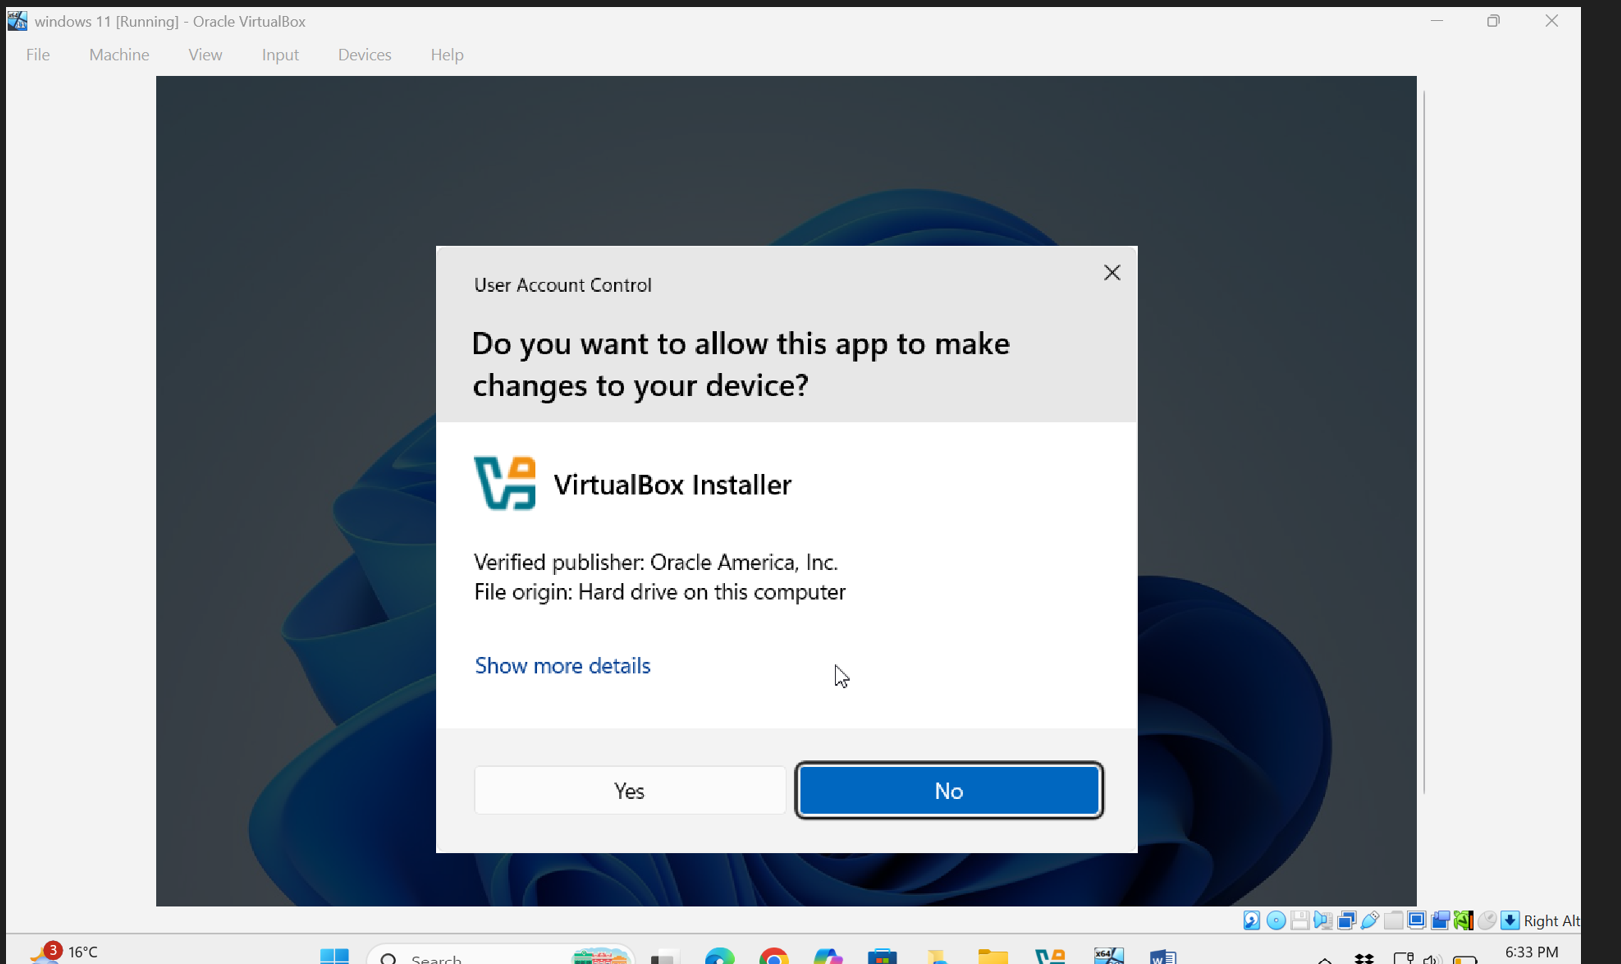 windows 11 [Running] - Oracle VirtualBox
File Machine View Input Devices Help
User Account Control
Do you want to allow this app to make
changes to your device?
VirtualBox Installer
Verified publisher: Oracle America, Inc.
File origin: Hard drive on this computer
Show more details
Yes No
Right Alt
3 16°C
Search
x64
W
6:33 PM